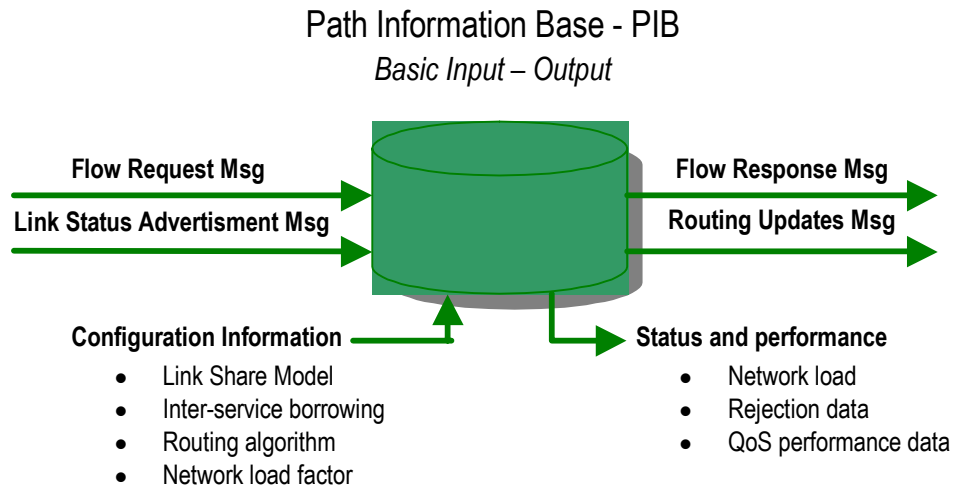 Path Information Base - PIB
Basic Input – Output
Flow Request Msg
Link Status Advertisment Msg
Flow Response Msg
Routing Updates Msg
Configuration Information
• Link Share Model
• Inter-service borrowing
• Routing algorithm
• Network load factor
Status and performance
• Network load
• Rejection data
• QoS performance data